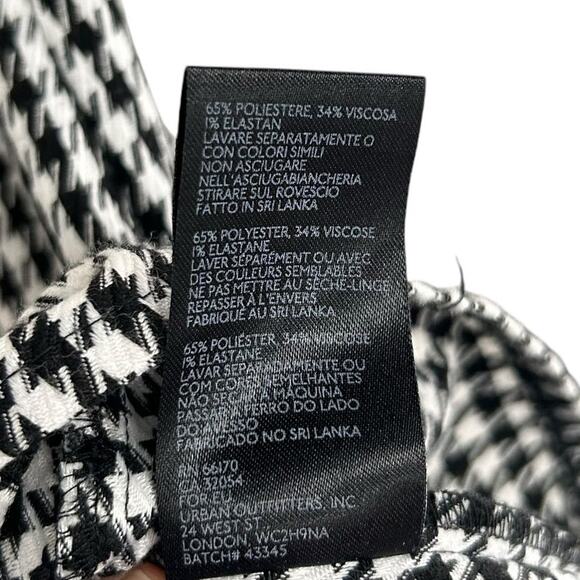 65% POLIESTERE, 34% VISCOSA
1% ELASTAN
LAVARE SEPARATAMENTE O
CON COLORI SIMILI
NON ASCIUGARE
NELL'ASCIUGABIANCHERIA
STIRARE SUL ROVESCIO
FATTO IN SRI LANKA
65% POLYESTER, 34% VISCOSE
1% ELASTANE
LAVER SÉPARÉMENT OU AVEC
DES COULEURS SEMBLABLES
NE PAS METTRE AU SÈCHE-LINGE
REPASSER À L'ENVERS
FABRIQUÉ AU SRI LANKA
65% POLIÉSTER, 34% VISCOSE
1% ELASTANE
LAVAR SEPARADAMENTE OU
COM CORES SEMELHANTES
NÃO SECAR A MÁQUINA
PASSAR A FERRO DO LADO
DO AVESSO
FABRICADO NO SRI LANKA
RN 66170
CA 32054
FOR EU
URBAN OUTFITTERS, INC
24 WEST ST.
LONDON, WC2H9NA
BATCH# 43345